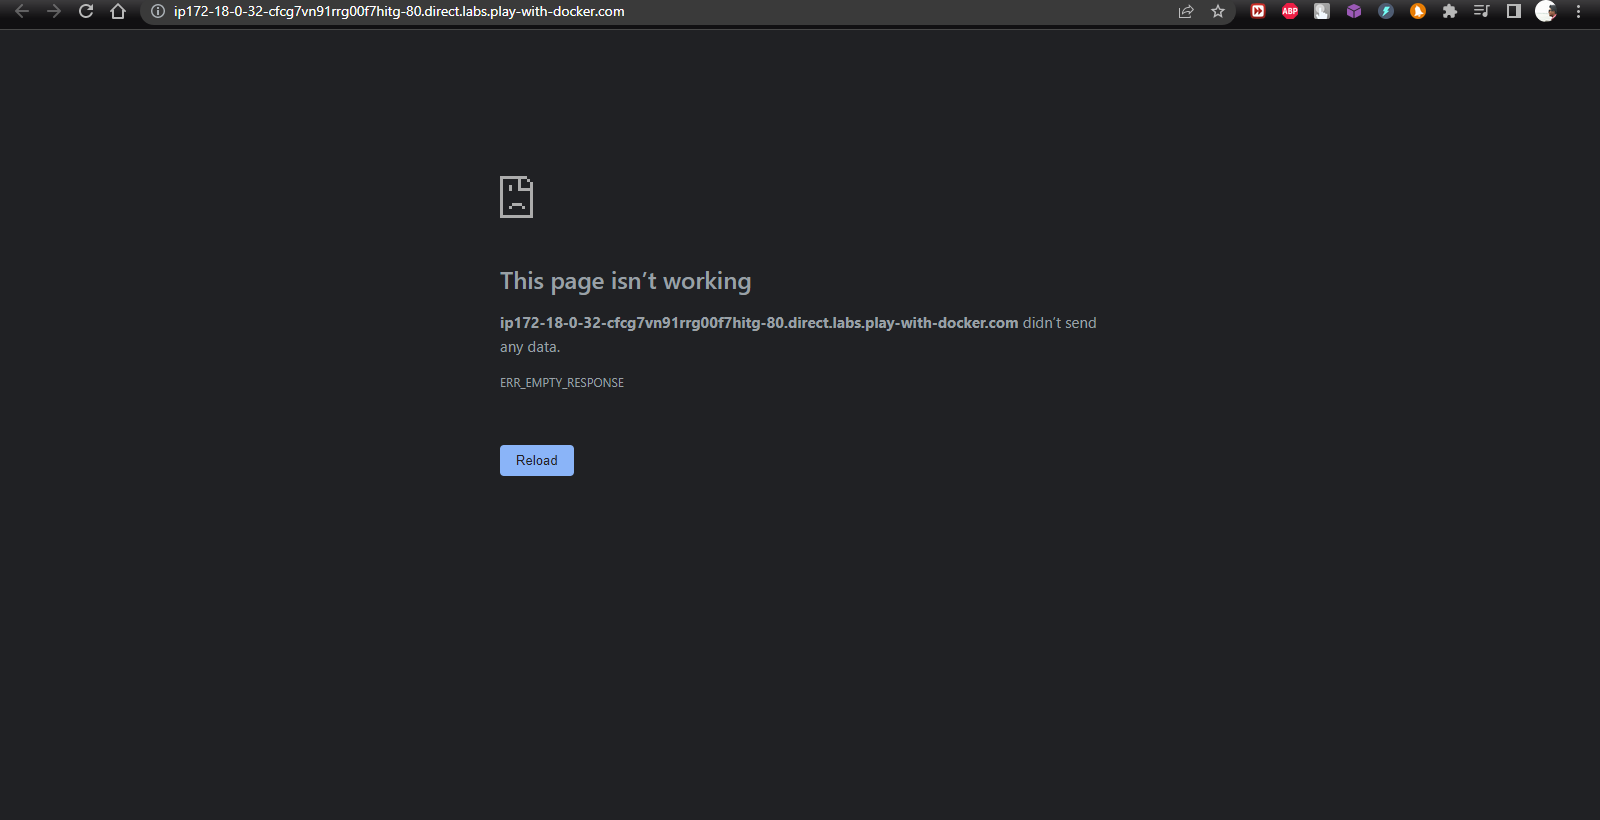 ip172-18-0-32-cfcg7vn91rrg00f7hitg-80.direct.labs.play-with-docker.com
ABP
This page isn’t working
ip172-18-0-32-cfcg7vn91rrg00f7hitg-80.direct.labs.play-with-docker.com didn’t send
any data.
ERR_EMPTY_RESPONSE
Reload